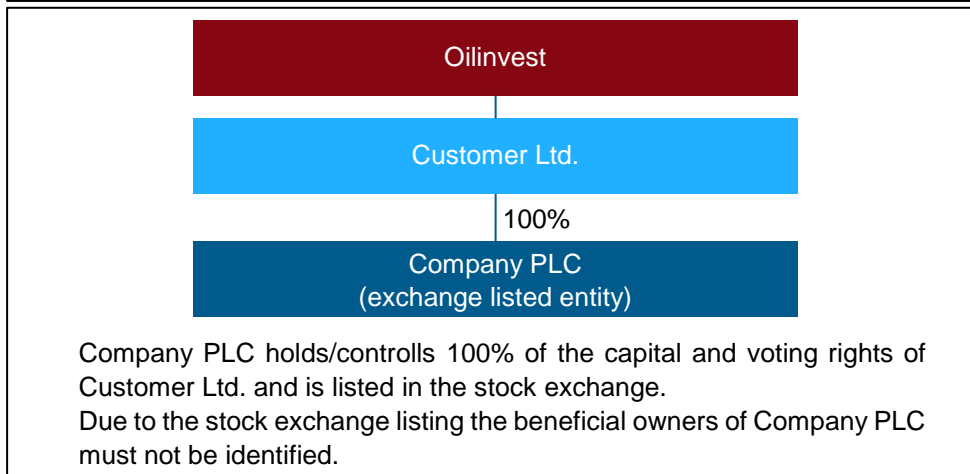 Oilinvest
Customer Ltd.
100%
Company PLC
(exchange listed entity)
Company PLC holds/controlls 100% of the capital and voting rights of
Customer Ltd. and is listed in the stock exchange.
Due to the stock exchange listing the beneficial owners of Company PLC
must not be identified.